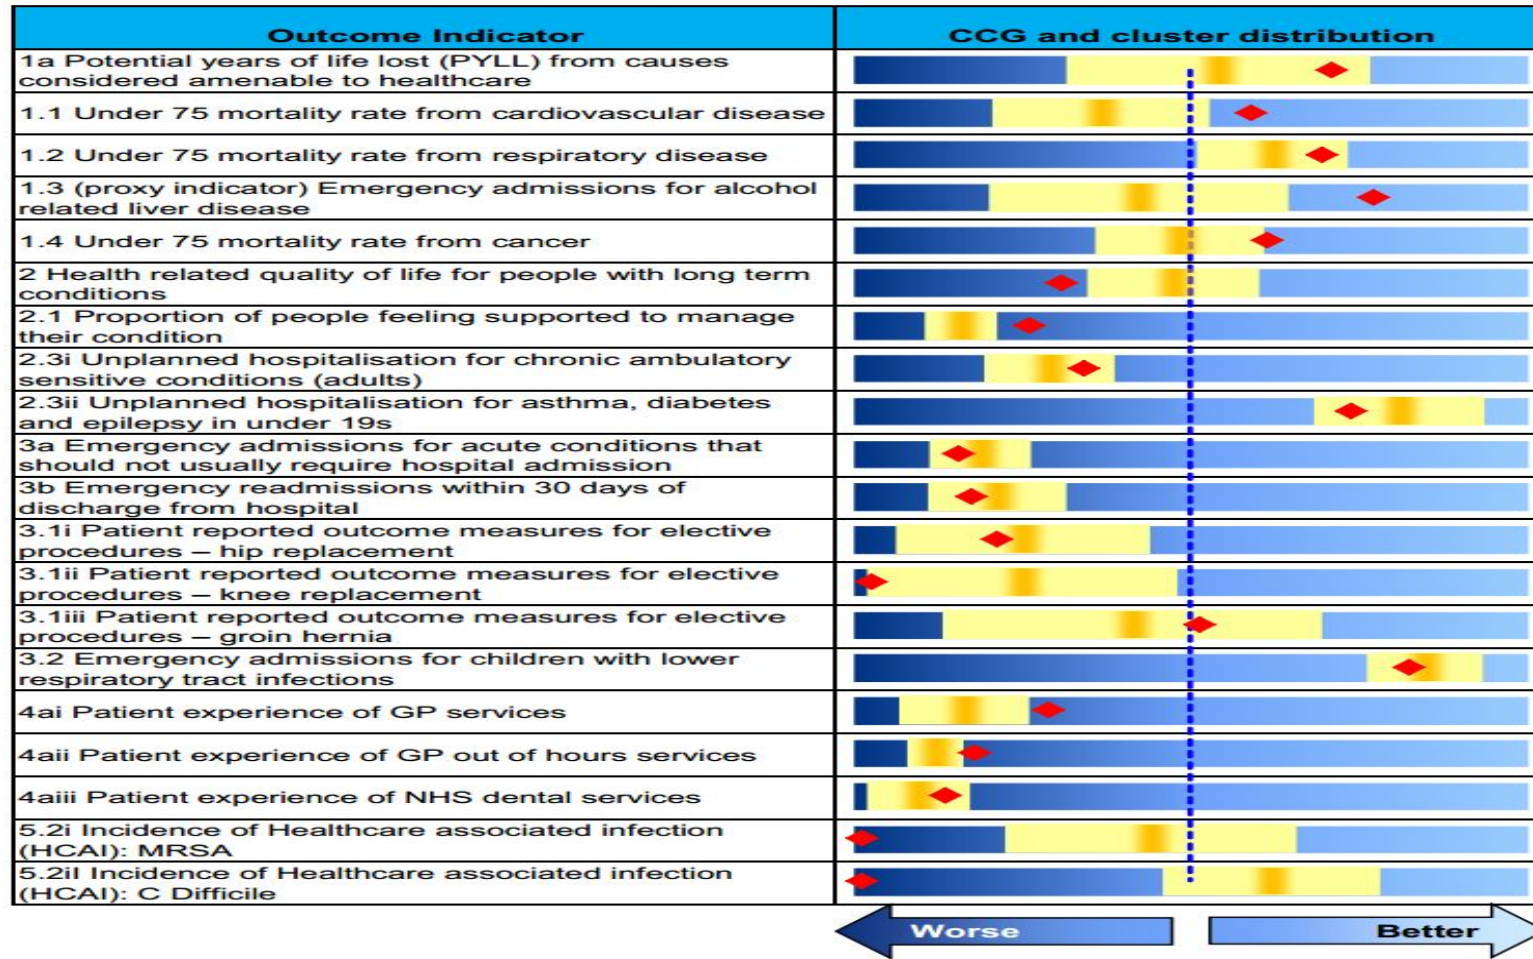 Outcome Indicator
CCG and cluster distribution
1a Potential years of life lost (PYLL) from causes
considered amenable to healthcare
1.1 Under 75 mortality rate from cardiovascular disease
1.2 Under 75 mortality rate from respiratory disease
1.3 (proxy indicator) Emergency admissions for alcohol
related liver disease
1.4 Under 75 mortality rate from cancer
2 Health related quality of life for people with long term
conditions
2.1 Proportion of people feeling supported to manage
their condition
2.3i Unplanned hospitalisation for chronic ambulatory
sensitive conditions (adults)
2.3ii Unplanned hospitalisation for asthma, diabetes
and epilepsy in under 19s
3a Emergency admissions for acute conditions that
should not usually require hospital admission
3b Emergency readmissions within 30 days of
discharge from hospital
3.1i Patient reported outcome measures for elective
procedures – hip replacement
3.1ii Patient reported outcome measures for elective
procedures – knee replacement
3.1iii Patient reported outcome measures for elective
procedures – groin hernia
3.2 Emergency admissions for children with lower
respiratory tract infections
4ai Patient experience of GP services
4aii Patient experience of GP out of hours services
4aiii Patient experience of NHS dental services
5.2i Incidence of Healthcare associated infection
(HCAI): MRSA
5.2iI Incidence of Healthcare associated infection
(HCAI): C Difficile
Worse
Better